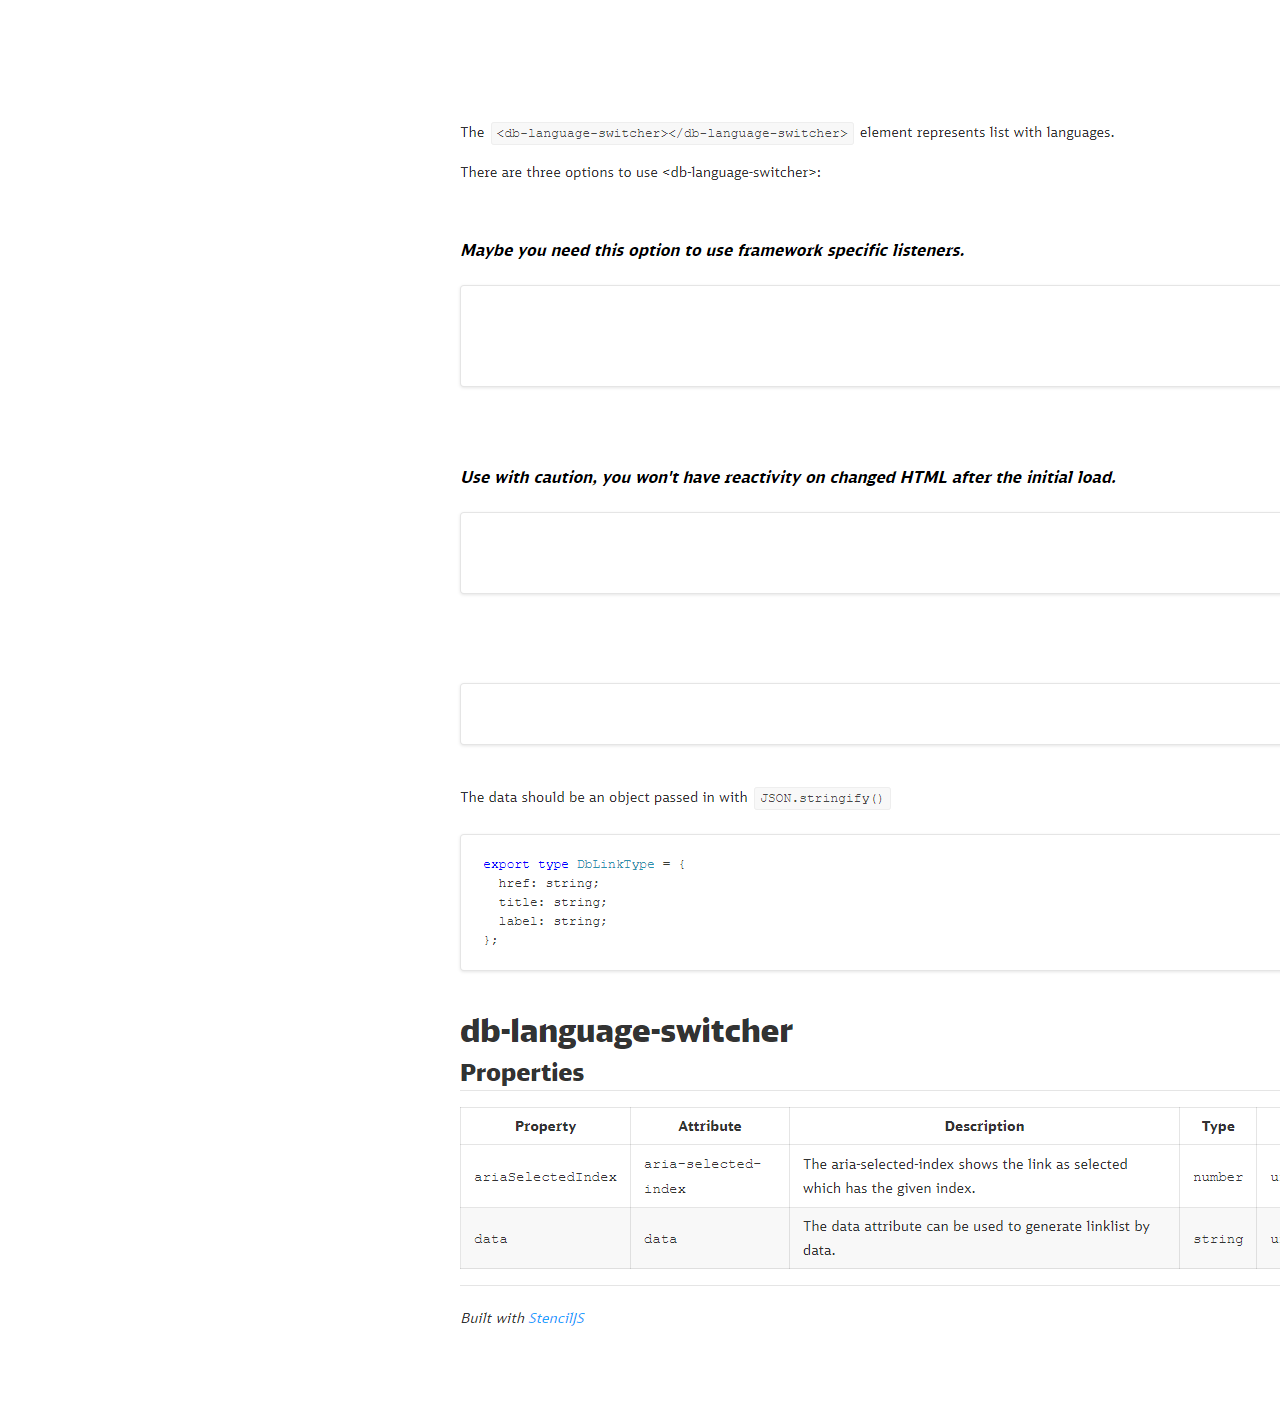 The <db-language-switcher></db-language-switcher> element represents list with languages.
There are three options to use <db-language-switcher>:
Maybe you need this option to use framework specific listeners.
Use with caution, you won't have reactivity on changed HTML after the initial load.
The data should be an object passed in with JSON.stringify()
export type DbLinkType = {
  href: string;
  title: string;
  label: string;
};
db-language-switcher
Properties
Property Attribute Description Type
ariaSelectedIndex aria-selected-index The aria-selected-index shows the link as selected which has the given index. number
data data The data attribute can be used to generate linklist by data. string
Built with StencilJS